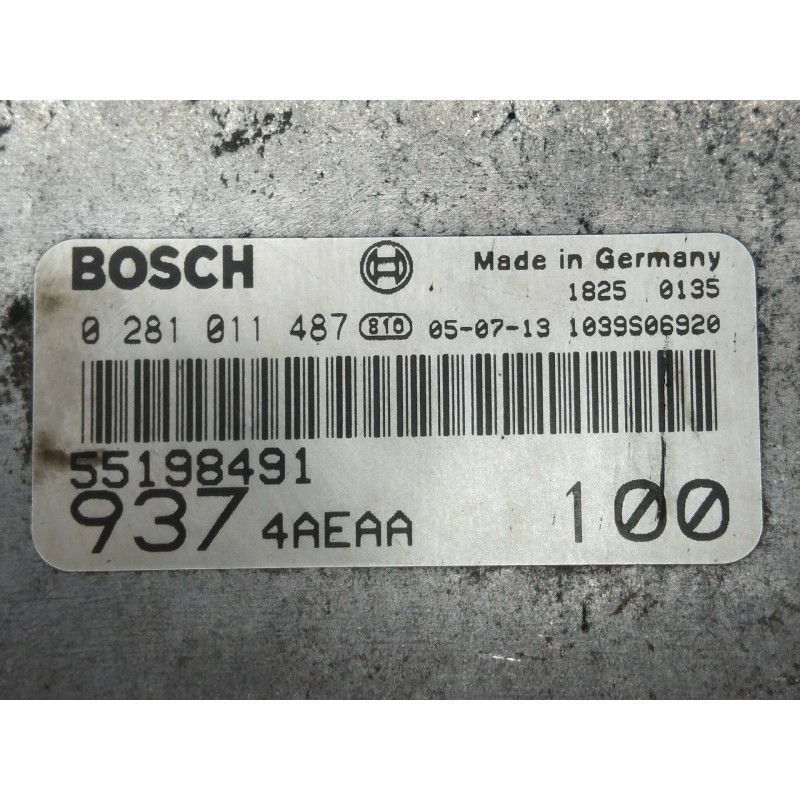 BOSCH Made in Germany
1825 0135
0 281 011 487 810 05-07-13 1039S06920
55198491
937 4AEAA 100